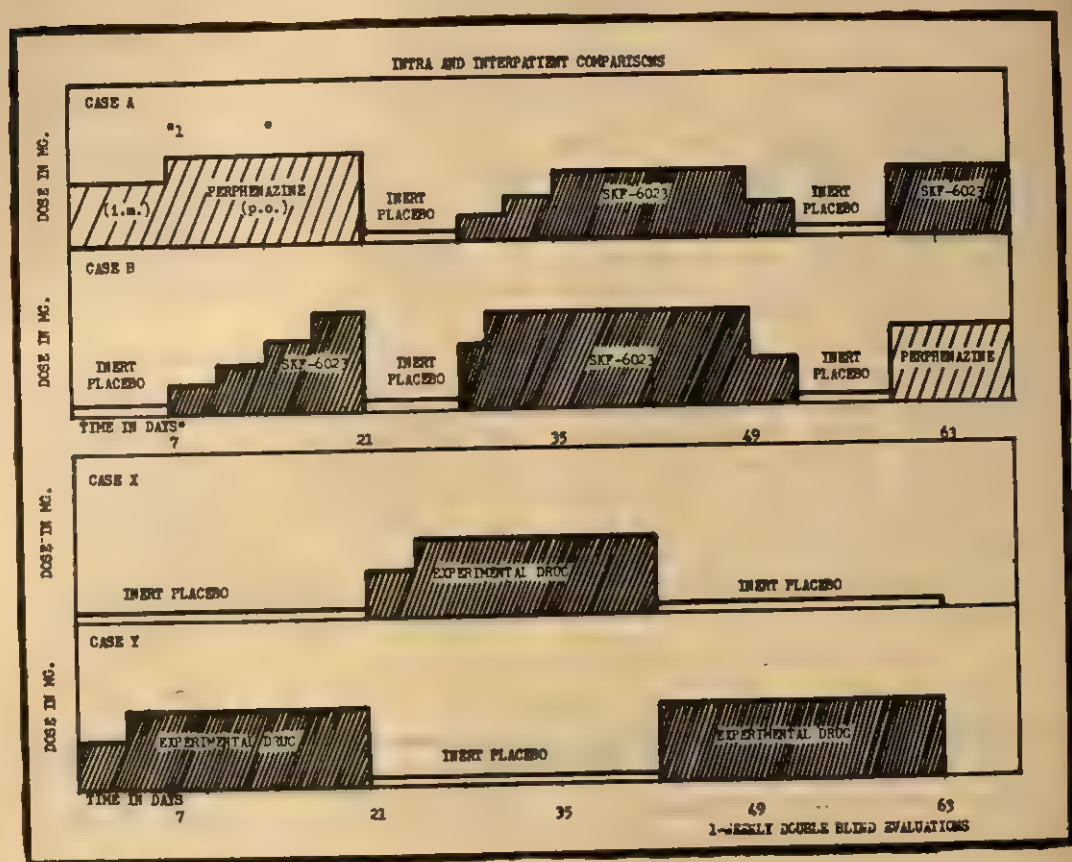 INTRA AND INTERPATIENT COMPARISONS
CASE A
*1 *
DOSE IN MG.
PERPHENAZINE
(i.m.) (p.o.)
INERT
PLACEBO
SKF-6023
INERT
PLACEBO
SKF-6023
CASE B
DOSE IN MG.
INERT
PLACEBO
SKF-6023
INERT
PLACEBO
SKF-6023
INERT
PLACEBO
PERPHENAZINE
TIME IN DAYS*
7 21 35 49 63
CASE X
DOSE IN MG.
INERT PLACEBO
EXPERIMENTAL DRUG
INERT PLACEBO
CASE Y
DOSE IN MG.
EXPERIMENTAL DRUG
INERT PLACEBO
EXPERIMENTAL DRUG
TIME IN DAYS
7 21 35 49 63
1-WEEKLY DOUBLE BLIND EVALUATIONS